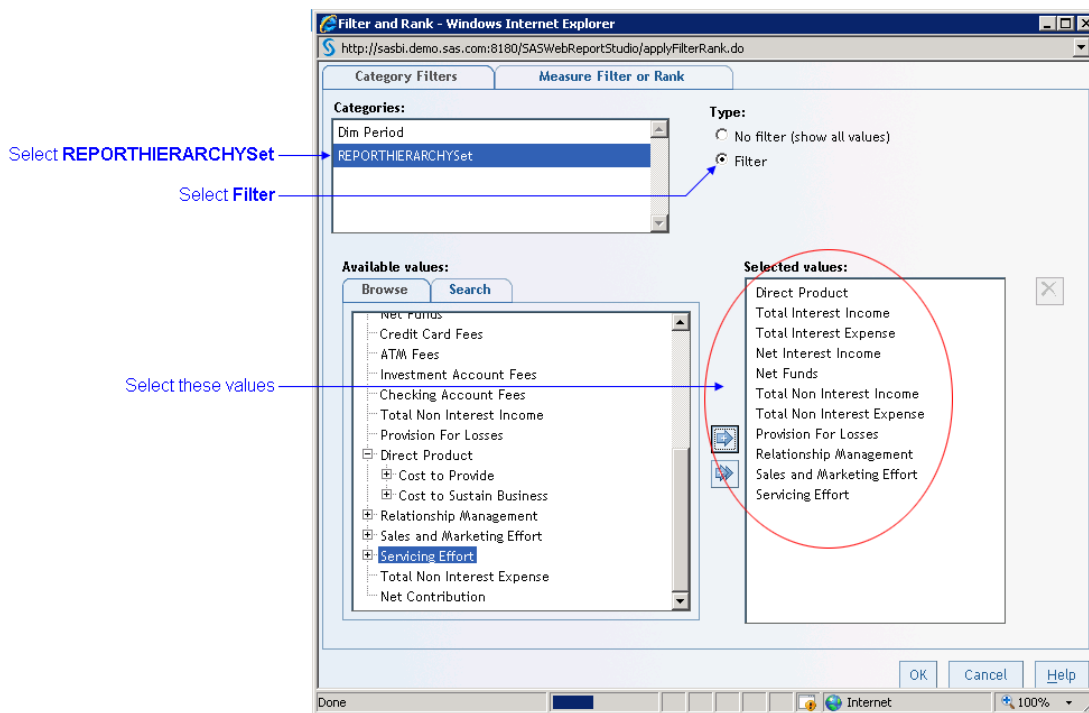 Filter and Rank - Windows Internet Explorer
http://sasbi.demo.sas.com:8180/SASWebReportStudio/applyFilterRank.do
Category Filters
Measure Filter or Rank
Categories:
Dim Period
REPORTHIERARCHYSet
Type:
No filter (show all values)
Filter
Select REPORTHIERARCHYSet
Select Filter
Available values:
Browse
Search
Net Funds
Credit Card Fees
ATM Fees
Investment Account Fees
Checking Account Fees
Total Non Interest Income
Provision For Losses
Direct Product
Cost to Provide
Cost to Sustain Business
Relationship Management
Sales and Marketing Effort
Servicing Effort
Total Non Interest Expense
Net Contribution
Select these values
Selected values:
Direct Product
Total Interest Income
Total Interest Expense
Net Interest Income
Net Funds
Total Non Interest Income
Total Non Interest Expense
Provision For Losses
Relationship Management
Sales and Marketing Effort
Servicing Effort
OK
Cancel
Help
Done
Internet
100%